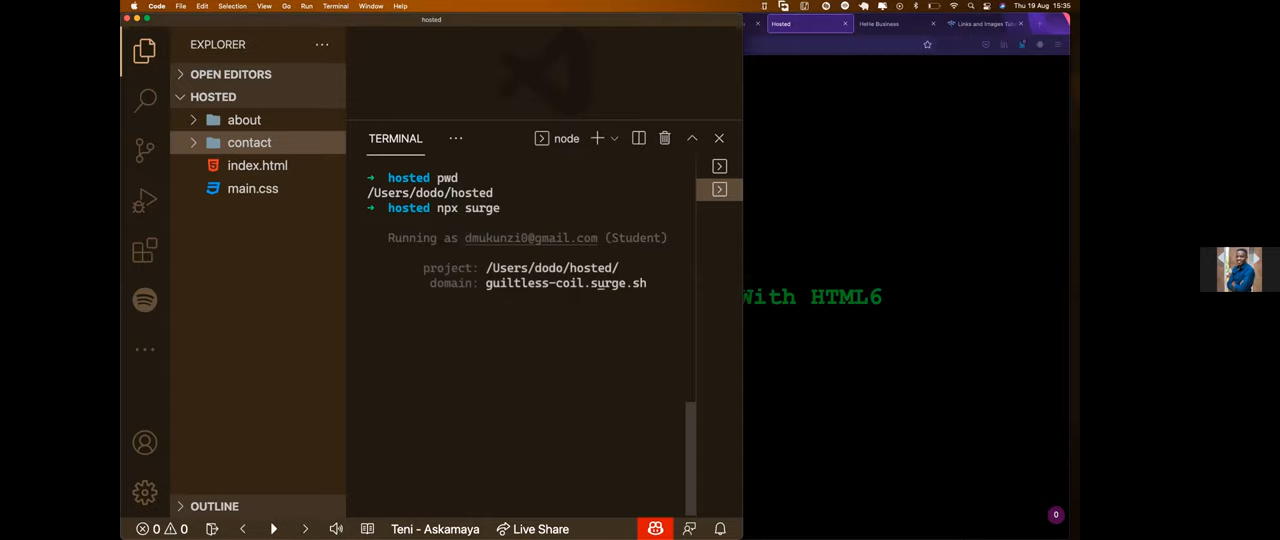 Code File Edit Selection View Go Run Terminal Window Help
Thu 19 Aug 15:35
hosted
Hosted
HeHe Business
Links and Images Tut
EXPLORER
OPEN EDITORS
HOSTED
about
contact
index.html
main.css
OUTLINE
TERMINAL
node
→ hosted pwd
/Users/dodo/hosted
→ hosted npx surge
Running as dmukunzi0@gmail.com (Student)
project: /Users/dodo/hosted/
domain: guiltless-coil.surge.sh
With HTML6
0
0 0
Teni - Askamaya
Live Share